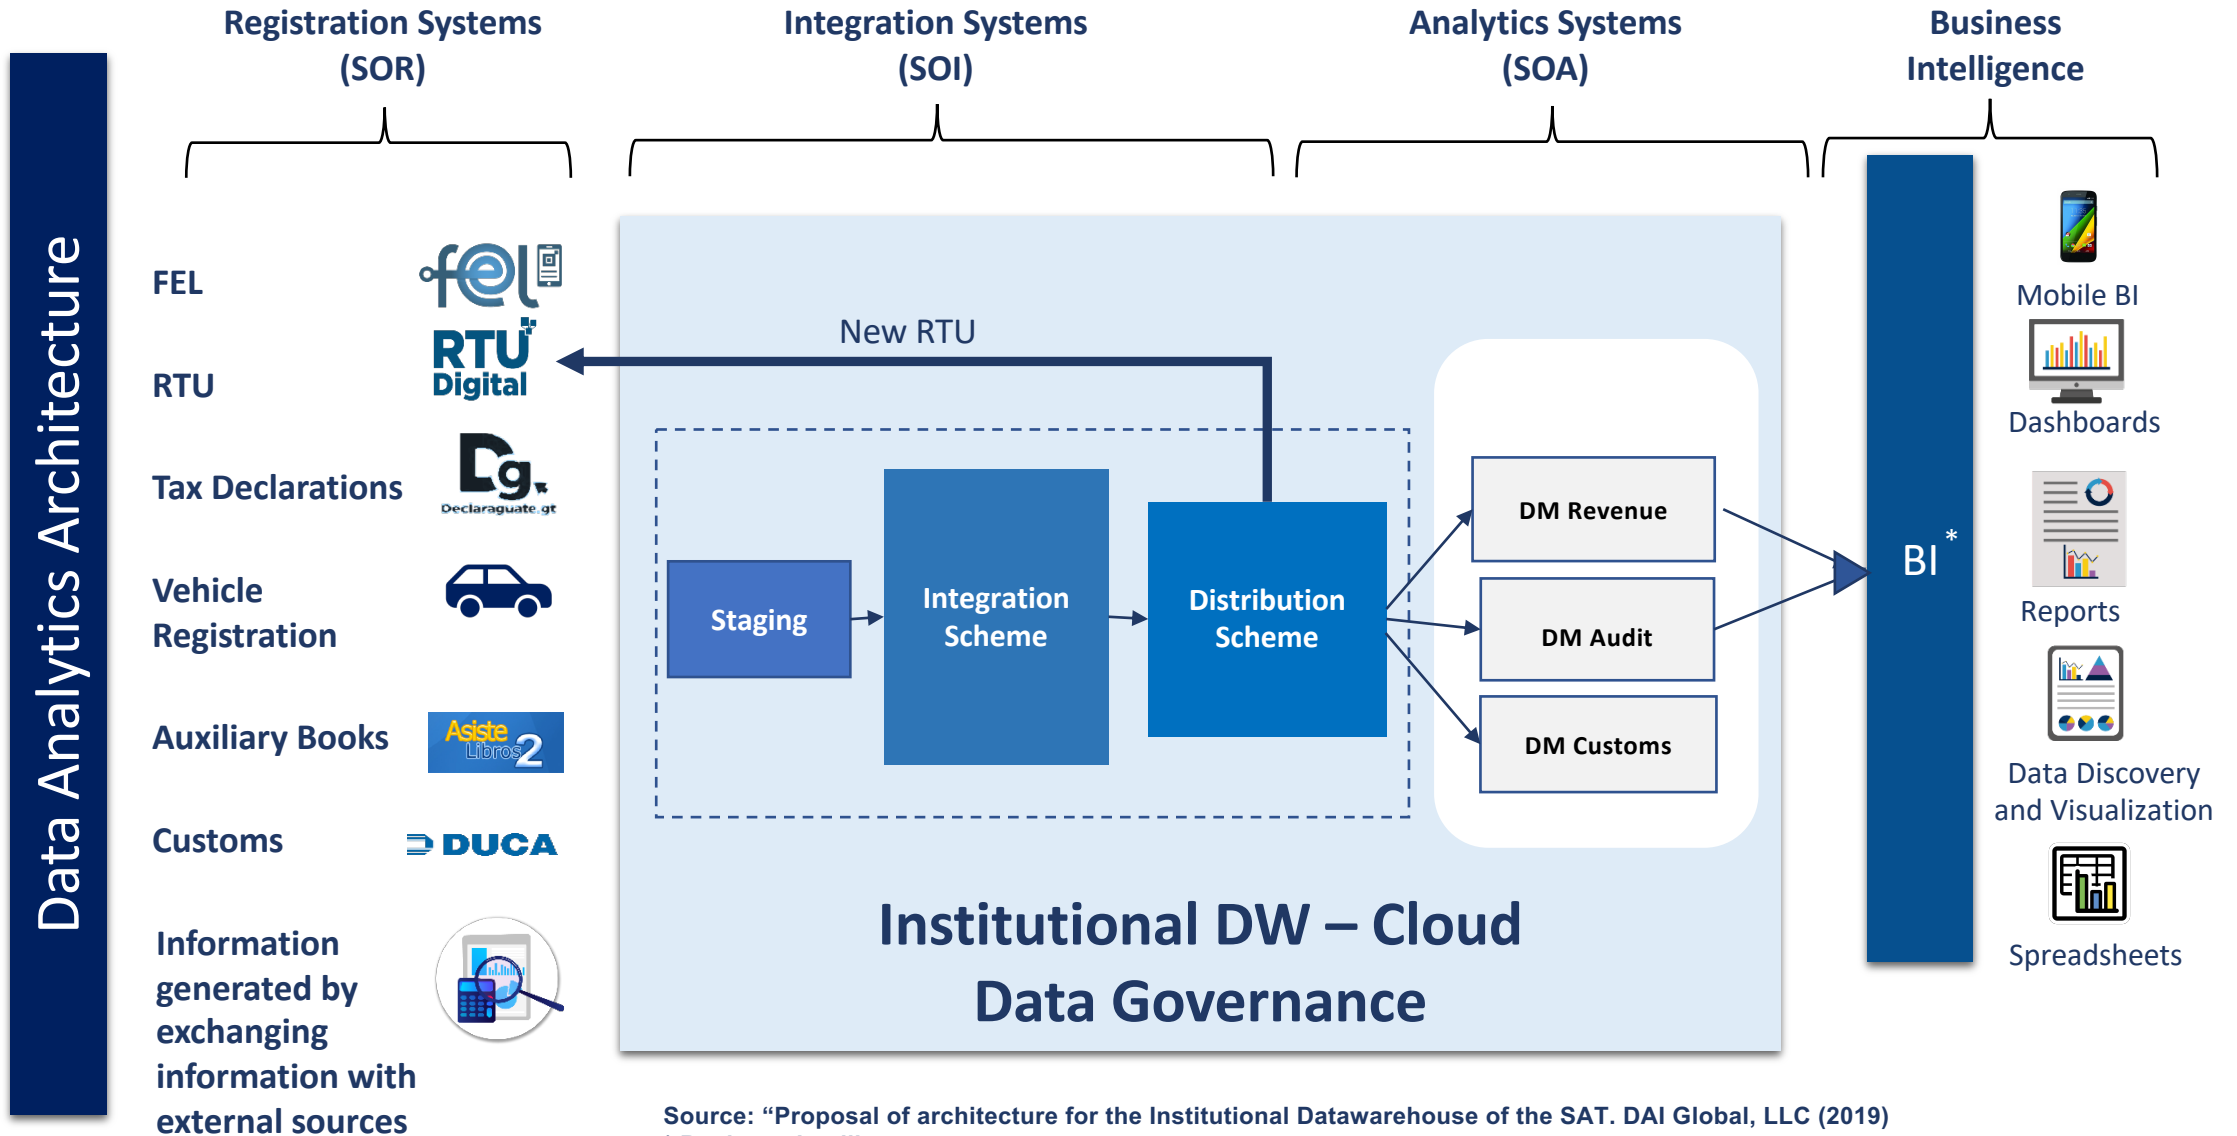 Registration Systems
(SOR)
Integration Systems
(SOI)
Analytics Systems
(SOA)
Business
Intelligence
Data Analytics Architecture
FEL
fel
RTU
RTU
Digital
Tax Declarations
Dg.
Declaraguate.gt
Vehicle
Registration
Auxiliary Books
Asiste
Libros 2
Customs
DUCA
Information
generated by
exchanging
information with
external sources
New RTU
Staging
Integration
Scheme
Distribution
Scheme
DM Revenue
DM Audit
DM Customs
Institutional DW – Cloud
Data Governance
BI*
Mobile BI
Dashboards
Reports
Data Discovery
and Visualization
Spreadsheets
Source: “Proposal of architecture for the Institutional Datawarehouse of the SAT. DAI Global, LLC (2019)